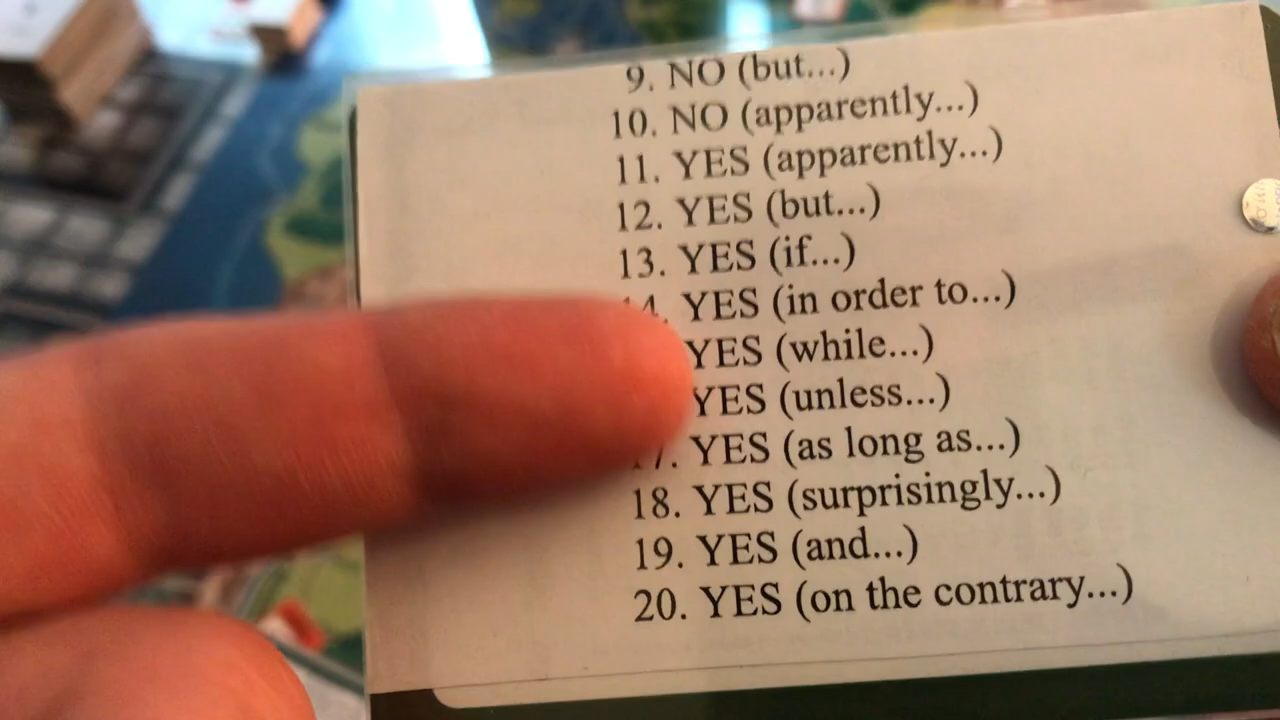 9. NO (but...)
10. NO (apparently...)
11. YES (apparently...)
12. YES (but...)
13. YES (if...)
14. YES (in order to...)
YES (while...)
YES (unless...)
17. YES (as long as...)
18. YES (surprisingly...)
19. YES (and...)
20. YES (on the contrary...)